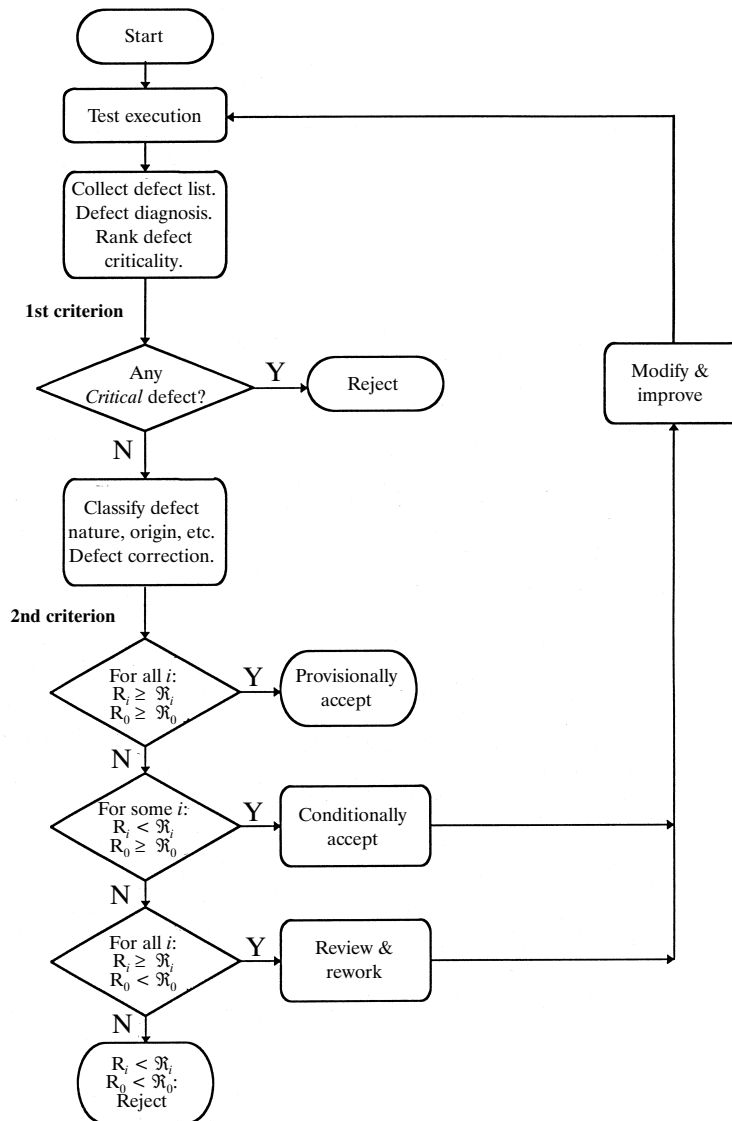 Start
Test execution
Collect defect list.
Defect diagnosis.
Rank defect
criticality.
1st criterion
Any
Critical defect?
Y
Reject
Modify &
improve
N
Classify defect
nature, origin, etc.
Defect correction.
2nd criterion
For all i:
Rᵢ ≥ ℜᵢ
R₀ ≥ ℜ₀
Y
Provisionally
accept
N
For some i:
Rᵢ < ℜᵢ
R₀ ≥ ℜ₀
Y
Conditionally
accept
N
For all i:
Rᵢ ≥ ℜᵢ
R₀ < ℜ₀
Y
Review &
rework
N
Rᵢ < ℜᵢ
R₀ < ℜ₀:
Reject